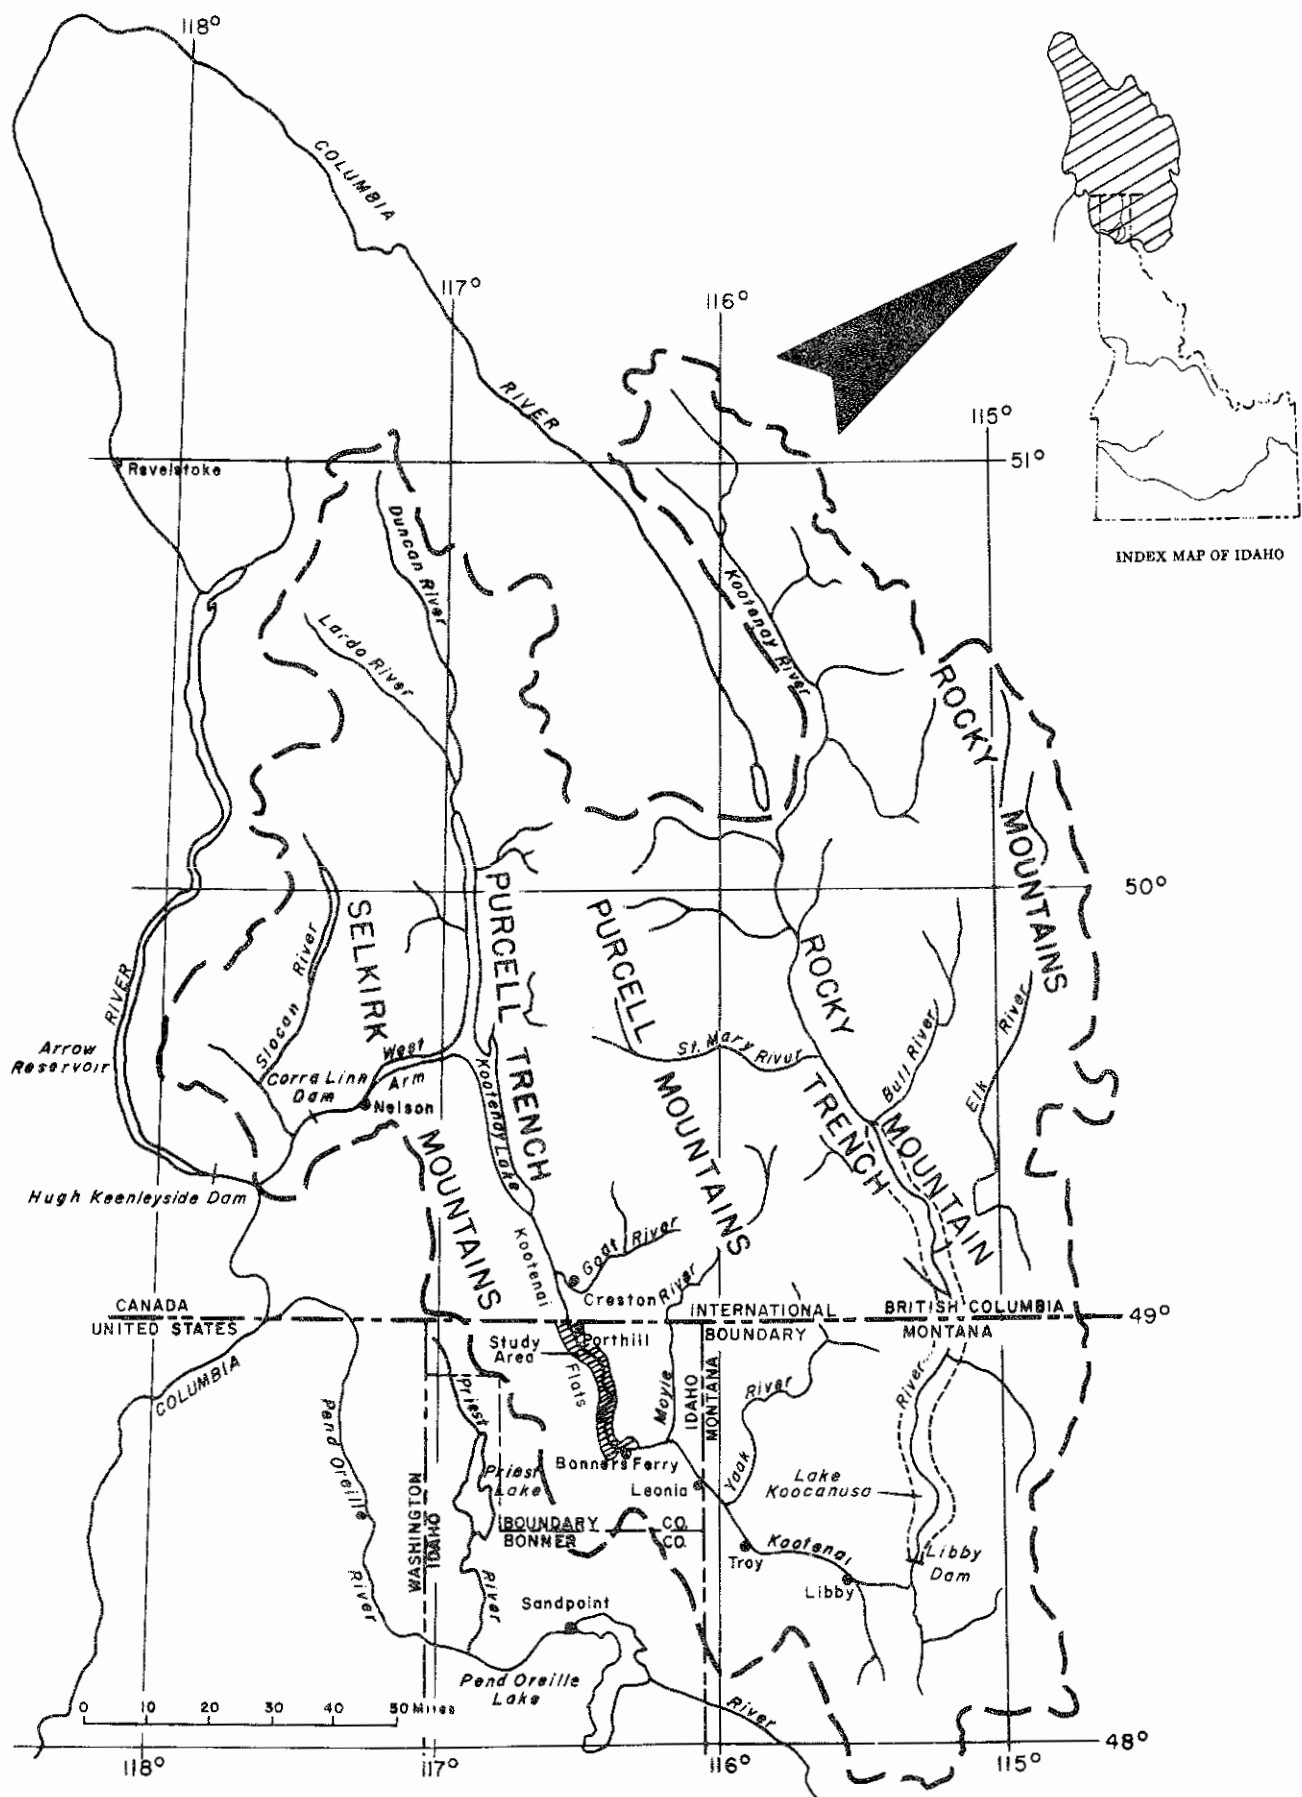 118°
COLUMBIA
117°
116°
RIVER
115°
Revelstoke
51°
INDEX MAP OF IDAHO
Duncan River
Kootenay River
Lardo River
ROCKY
MOUNTAINS
50°
SELKIRK
MOUNTAINS
PURCELL
TRENCH
PURCELL
MOUNTAINS
ROCKY
MOUNTAIN
TRENCH
RIVER
Slocan River
Arrow
Reservoir
West
Arm
Corra Linn
Dam
Nelson
Kootenay Lake
St. Mary River
Bull River
Elk River
Hugh Keenleyside Dam
Kootenai
Goat River
Creston
River
CANADA
UNITED STATES
INTERNATIONAL
BOUNDARY
BRITISH COLUMBIA
MONTANA
49°
Study
Area
Porthill
Flats
COLUMBIA
Pend Oreille
River
Priest
Priest
Lake
River
Moyie
IDAHO
MONTANA
Yaak
River
River
Bonners Ferry
Leonia
Lake
Koocanusa
WASHINGTON
IDAHO
BOUNDARY CO.
BONNER CO.
Troy
Kootenai
Libby
Libby
Dam
Sandpoint
Pend Oreille
Lake
River
0 10 20 30 40 50 Miles
48°
118° 117° 116° 115°